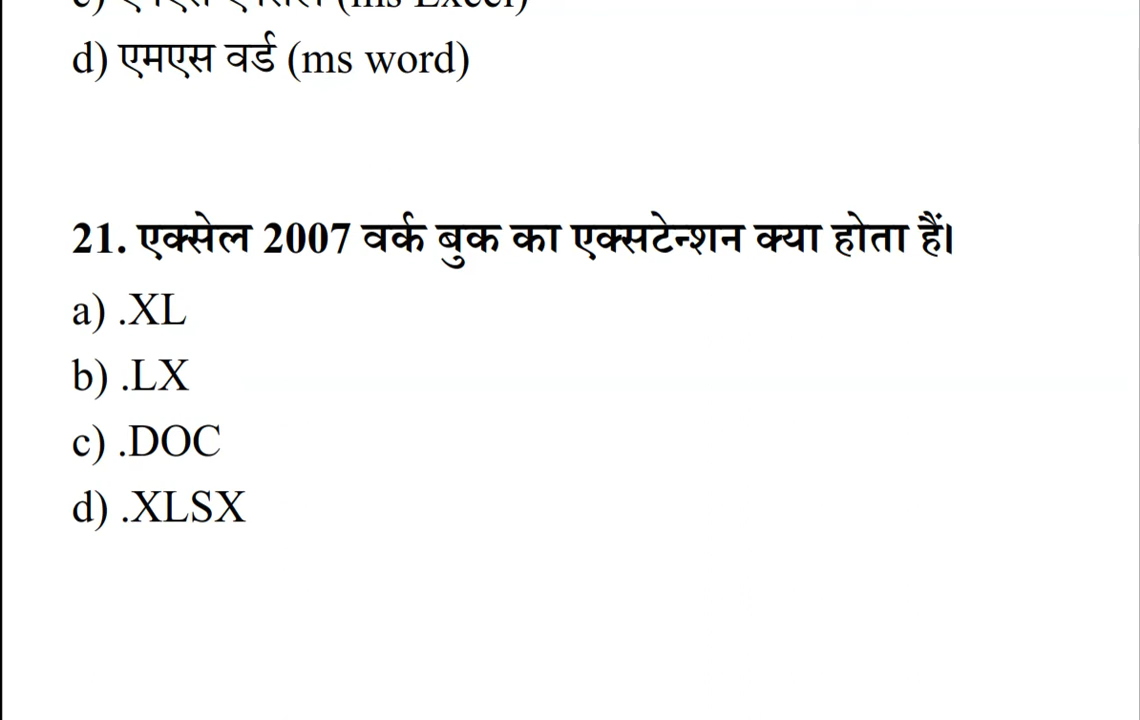 d) एमएस वर्ड (ms word)
21. एक्सेल 2007 वर्क बुक का एक्सटेन्शन क्या होता हैं।
a) .XL
b) .LX
c) .DOC
d) .XLSX